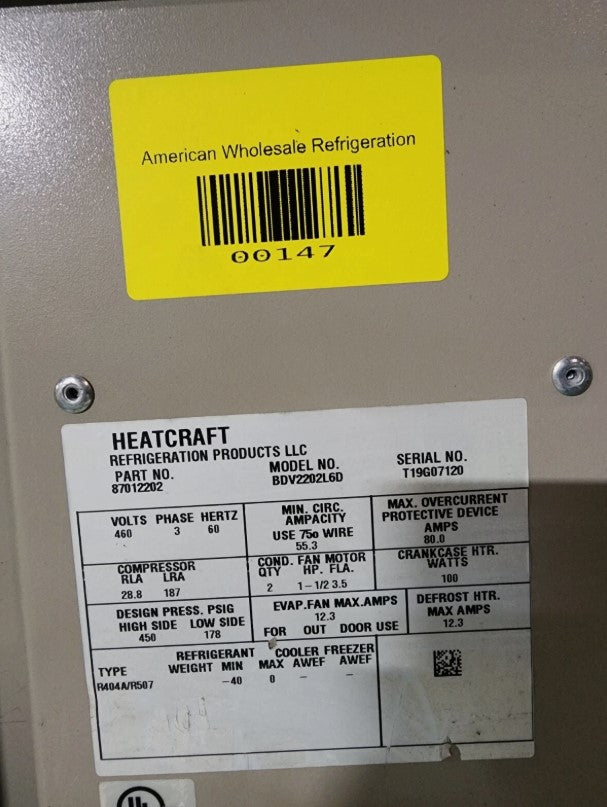 American Wholesale Refrigeration
00147
HEATCRAFT
REFRIGERATION PRODUCTS LLC
PART NO. MODEL NO. SERIAL NO.
87012202 BDV2202L6D T19G07120
VOLTS PHASE HERTZ
460 3 60
MIN. CIRC.
AMPACITY
USE 75o WIRE
55.3
MAX. OVERCURRENT
PROTECTIVE DEVICE
AMPS
80.0
COMPRESSOR
RLA LRA
28.8 187
COND. FAN MOTOR
QTY HP. FLA.
2 1-1/2 3.5
CRANKCASE HTR.
WATTS
100
DESIGN PRESS. PSIG
HIGH SIDE LOW SIDE
450 178
EVAP.FAN MAX.AMPS
12.3
FOR OUT DOOR USE
DEFROST HTR.
MAX AMPS
12.3
REFRIGERANT COOLER FREEZER
TYPE WEIGHT MIN MAX AWEF AWEF
R404A/R507 -40 0 - -
UL